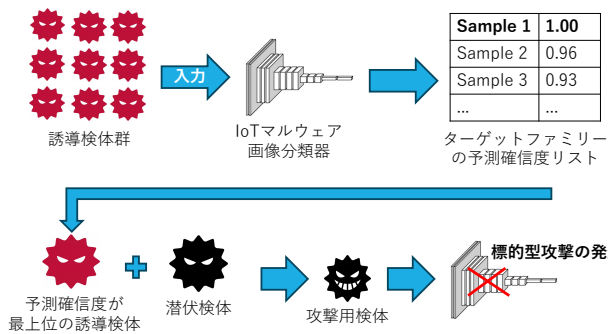 入力
Sample 1 1.00
Sample 2 0.96
Sample 3 0.93
... ...
誘導検体群
IoTマルウェア
画像分類器
ターゲットファミリー
の予測確信度リスト
予測確信度が
最上位の誘導検体
潜伏検体
攻撃用検体
標的型攻撃の発